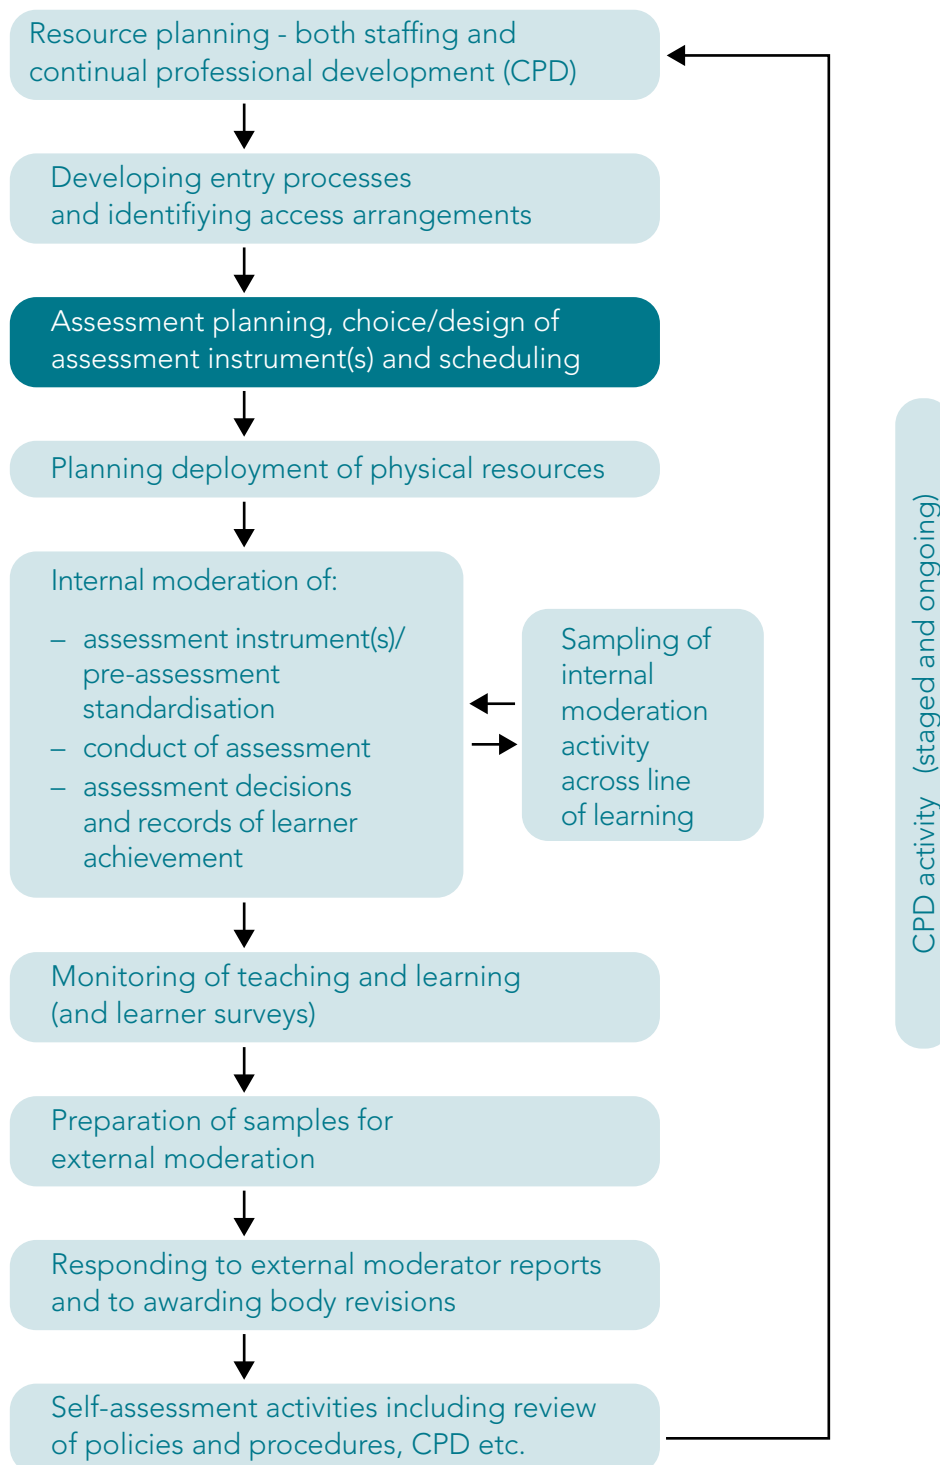 Resource planning - both staffing and
continual professional development (CPD)
Developing entry processes
and identifiying access arrangements
Assessment planning, choice/design of
assessment instrument(s) and scheduling
Planning deployment of physical resources
Internal moderation of:
– assessment instrument(s)/
pre-assessment
standardisation
– conduct of assessment
– assessment decisions
and records of learner
achievement
Sampling of
internal
moderation
activity
across line
of learning
Monitoring of teaching and learning
(and learner surveys)
Preparation of samples for
external moderation
Responding to external moderator reports
and to awarding body revisions
Self-assessment activities including review
of policies and procedures, CPD etc.
CPD activity (staged and ongoing)